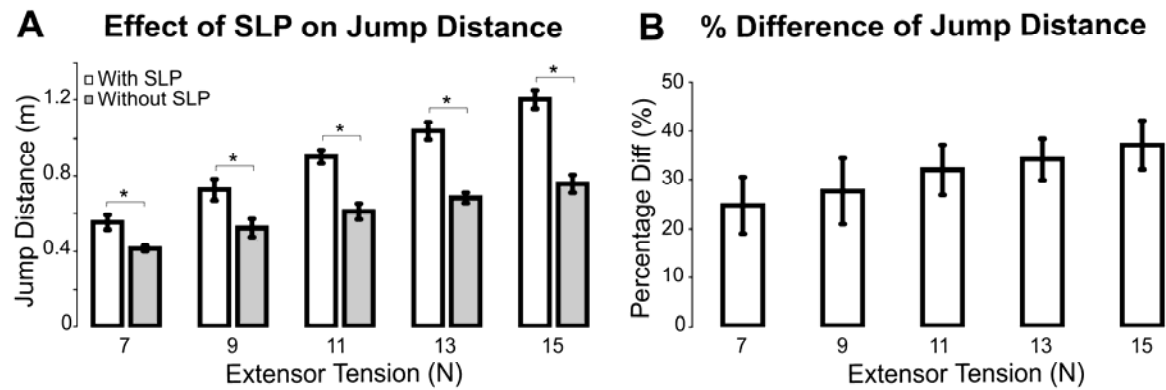 A Effect of SLP on Jump Distance
With SLP
Without SLP
Jump Distance (m)
1.2
0.8
0.4
0
*
*
*
*
*
7 9 11 13 15
Extensor Tension (N)
B % Difference of Jump Distance
Percentage Diff (%)
50
40
30
20
10
0
7 9 11 13 15
Extensor Tension (N)